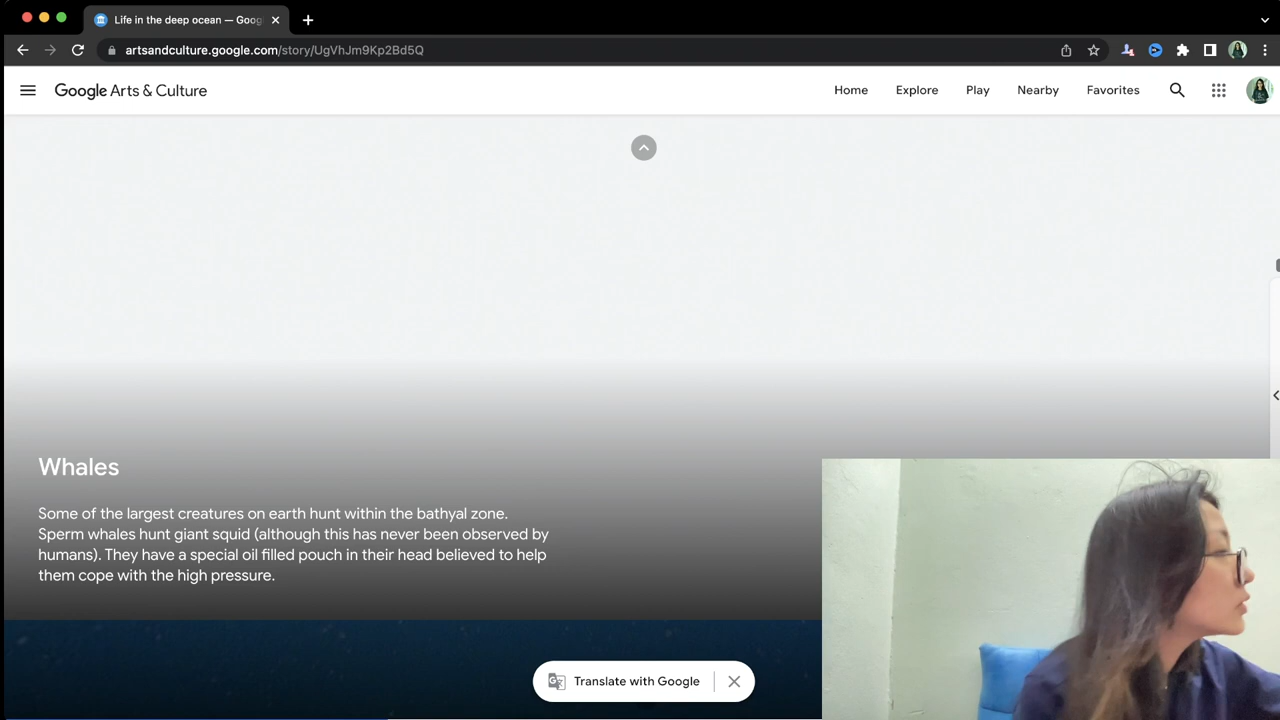 Life in the deep ocean — Goog
artsandculture.google.com/story/UgVhJm9Kp2Bd5Q
Google Arts & Culture
Home
Explore
Play
Nearby
Favorites
Whales
Some of the largest creatures on earth hunt within the bathyal zone.
Sperm whales hunt giant squid (although this has never been observed by
humans). They have a special oil filled pouch in their head believed to help
them cope with the high pressure.
Translate with Google